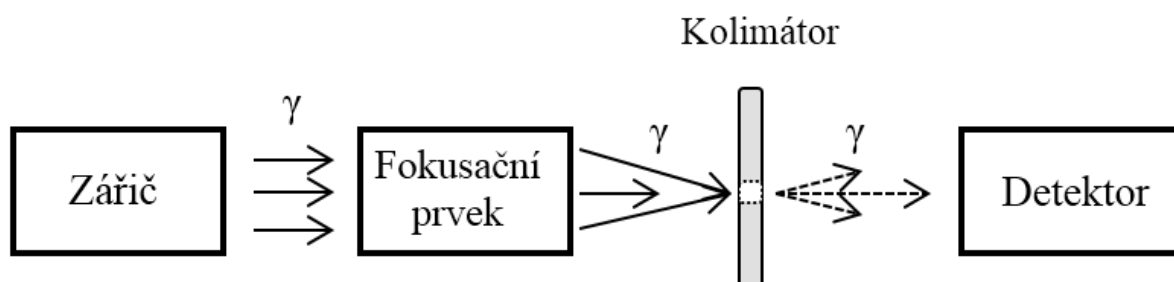 Kolimátor
γ
γ
γ
Zářič
Fokusační
prvek
Detektor